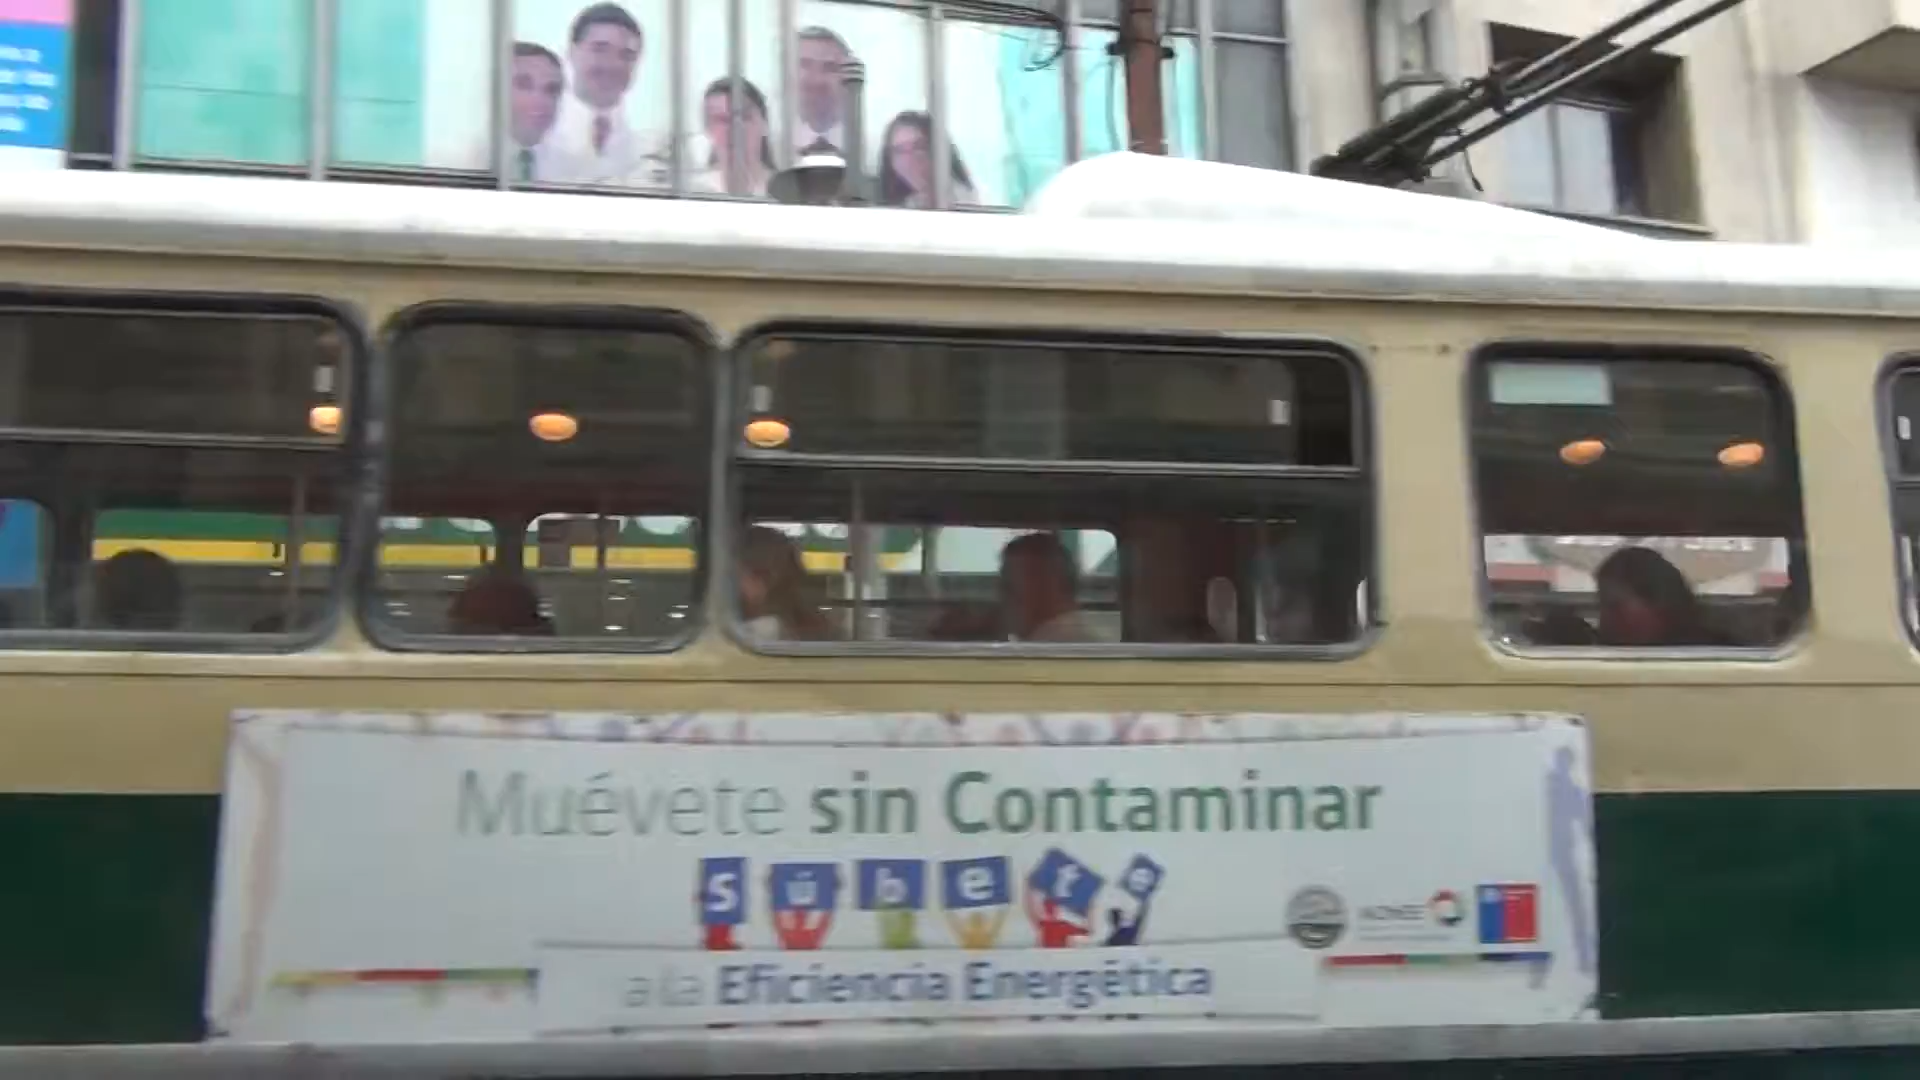 Muévete sin Contaminar
súbete
a la Eficiencia Energética